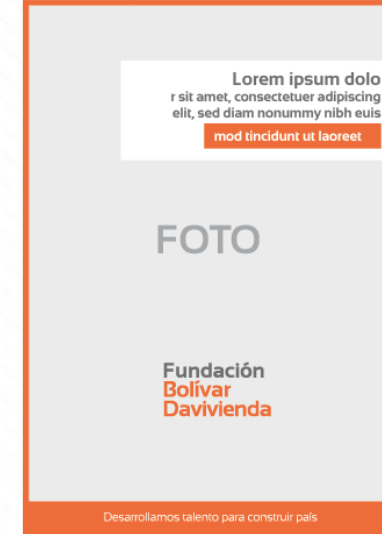 Lorem ipsum dolo
r sit amet, consectetuer adipiscing
elit, sed diam nonummy nibh euis
mod tincidunt ut laoreet
FOTO
Fundación
Bolívar
Davivienda
Desarrollamos talento para construir país